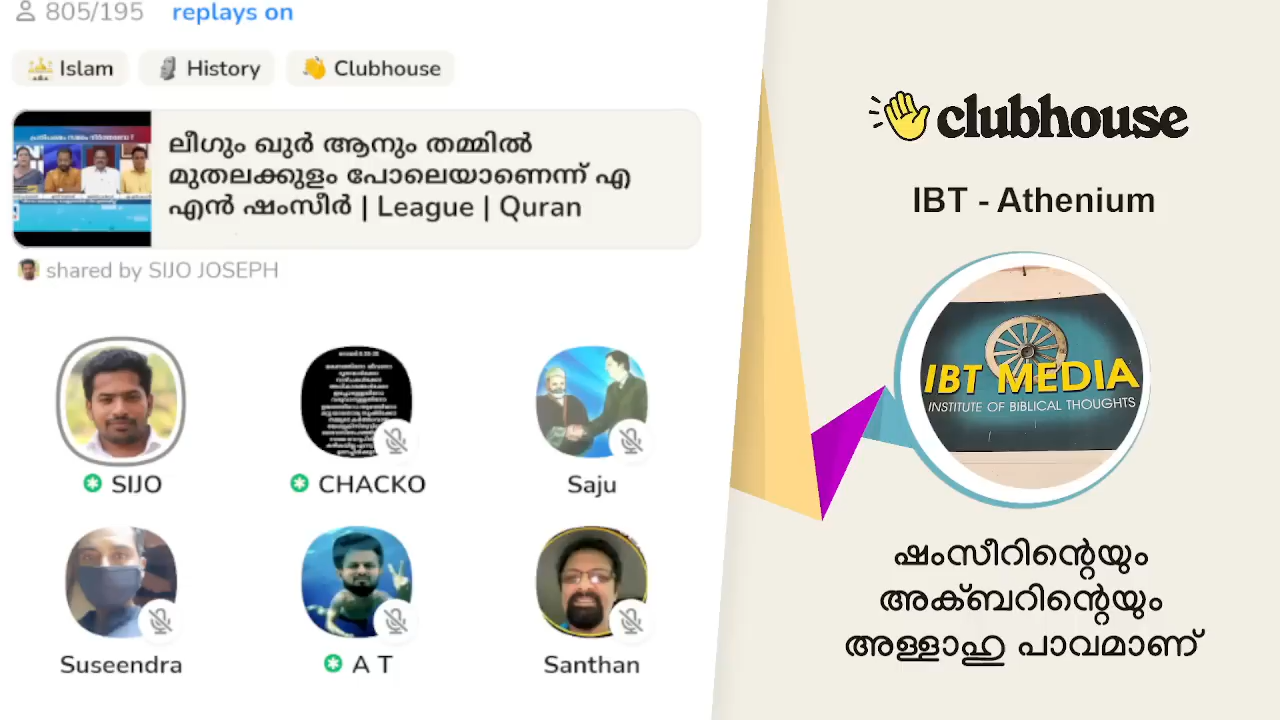 805/195 replays on
Islam History Clubhouse
ലീഗും ഖുർ ആനും തമ്മിൽ
മുതലക്കുളം പോലെയാണെന്ന് എ
എൻ ഷംസീർ | League | Quran
shared by SIJO JOSEPH
SIJO CHACKO Saju
Suseendra A T Santhan
clubhouse
IBT - Athenium
IBT MEDIA
INSTITUTE OF BIBLICAL THOUGHTS
ഷംസീറിന്റെയും
അക്ബറിന്റെയും
അള്ളാഹു പാവമാണ്